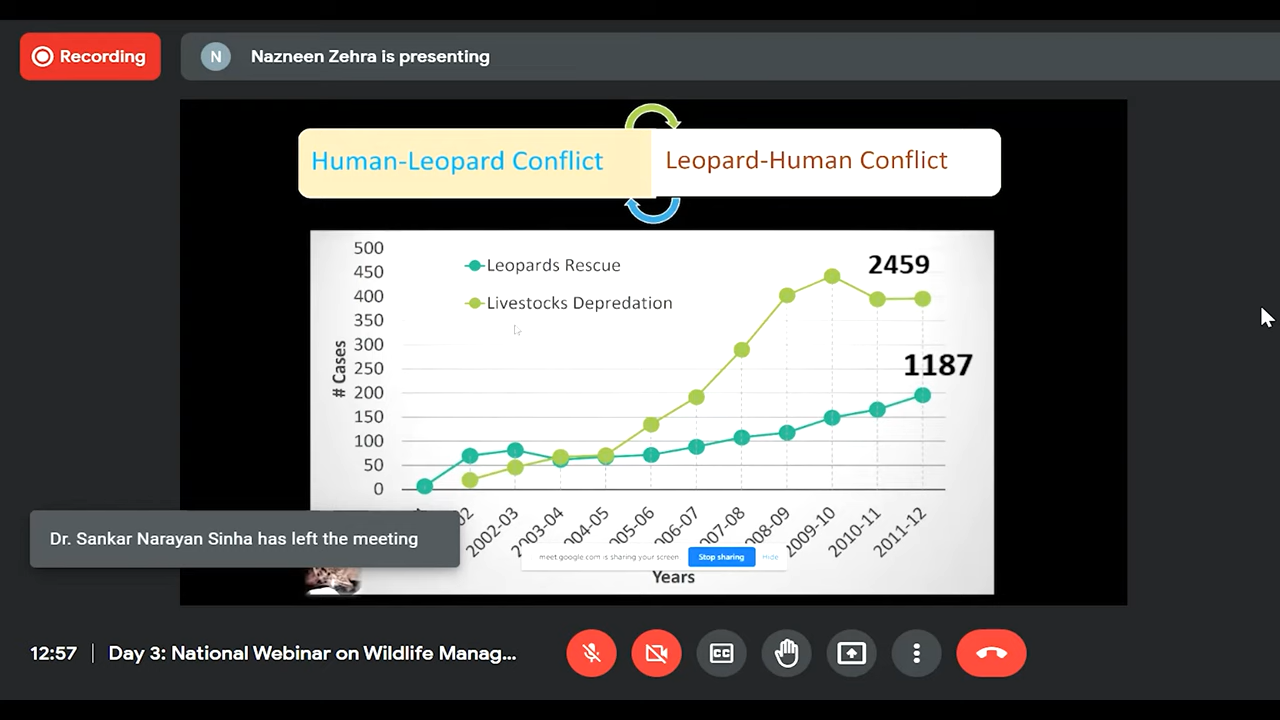 Recording
N
Nazneen Zehra is presenting
Human-Leopard Conflict
Leopard-Human Conflict
500
450
400
350
300
250
200
150
100
50
0
# Cases
Leopards Rescue
Livestocks Depredation
2459
1187
2002-03
2003-04
2009-10
2010-11
2011-12
Years
meet.google.com is sharing your screen
Stop sharing
Hide
Dr. Sankar Narayan Sinha has left the meeting
12:57
Day 3: National Webinar on Wildlife Manag...
CC